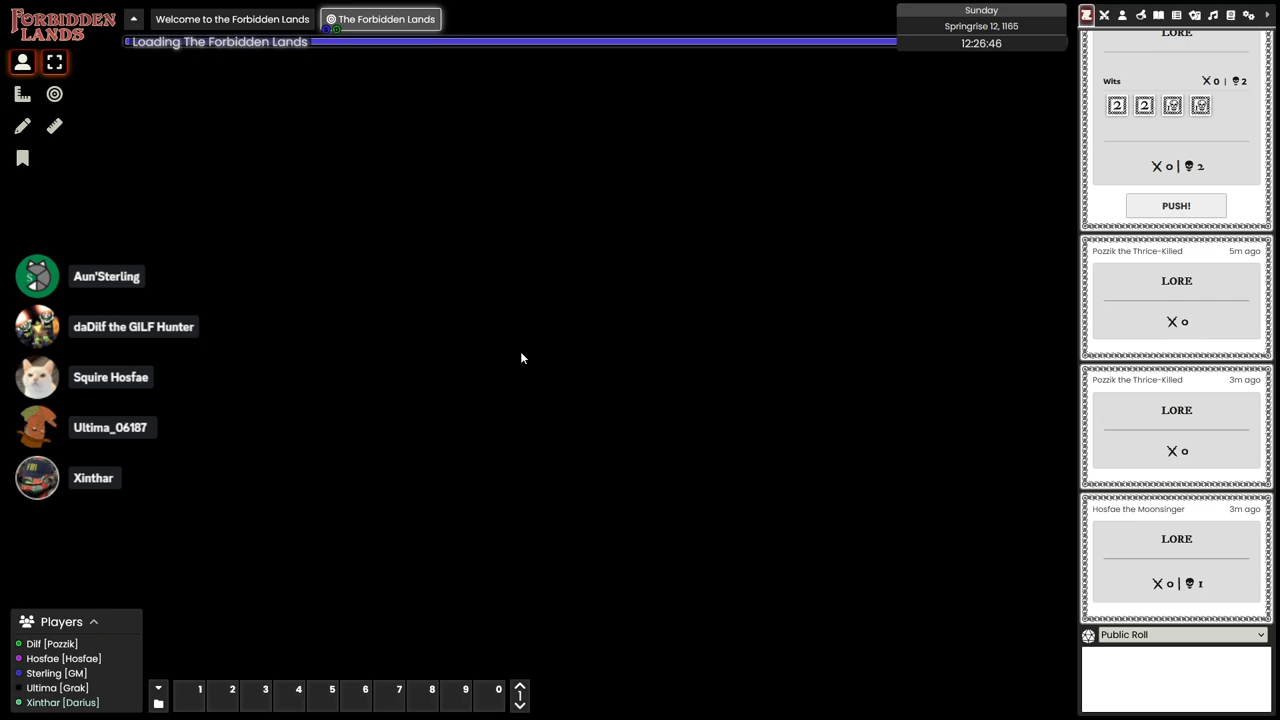 FORBIDDEN
LANDS
Welcome to the Forbidden Lands
The Forbidden Lands
Loading The Forbidden Lands
Sunday
Springrise 12, 1165
12:26:46
Aun'Sterling
daDilf the GILF Hunter
Squire Hosfae
Ultima_06187
Xinthar
Players
Dilf [Pozzik]
Hosfae [Hosfae]
Sterling [GM]
Ultima [Grak]
Xinthar [Darius]
1 2 3 4 5 6 7 8 9 0
1
LORE
Wits 0 | 2
2 2
0 | 2
PUSH!
Pozzik the Thrice-Killed 5m ago
LORE
0
Pozzik the Thrice-Killed 3m ago
LORE
0
Hosfae the Moonsinger 3m ago
LORE
0 | 1
Public Roll